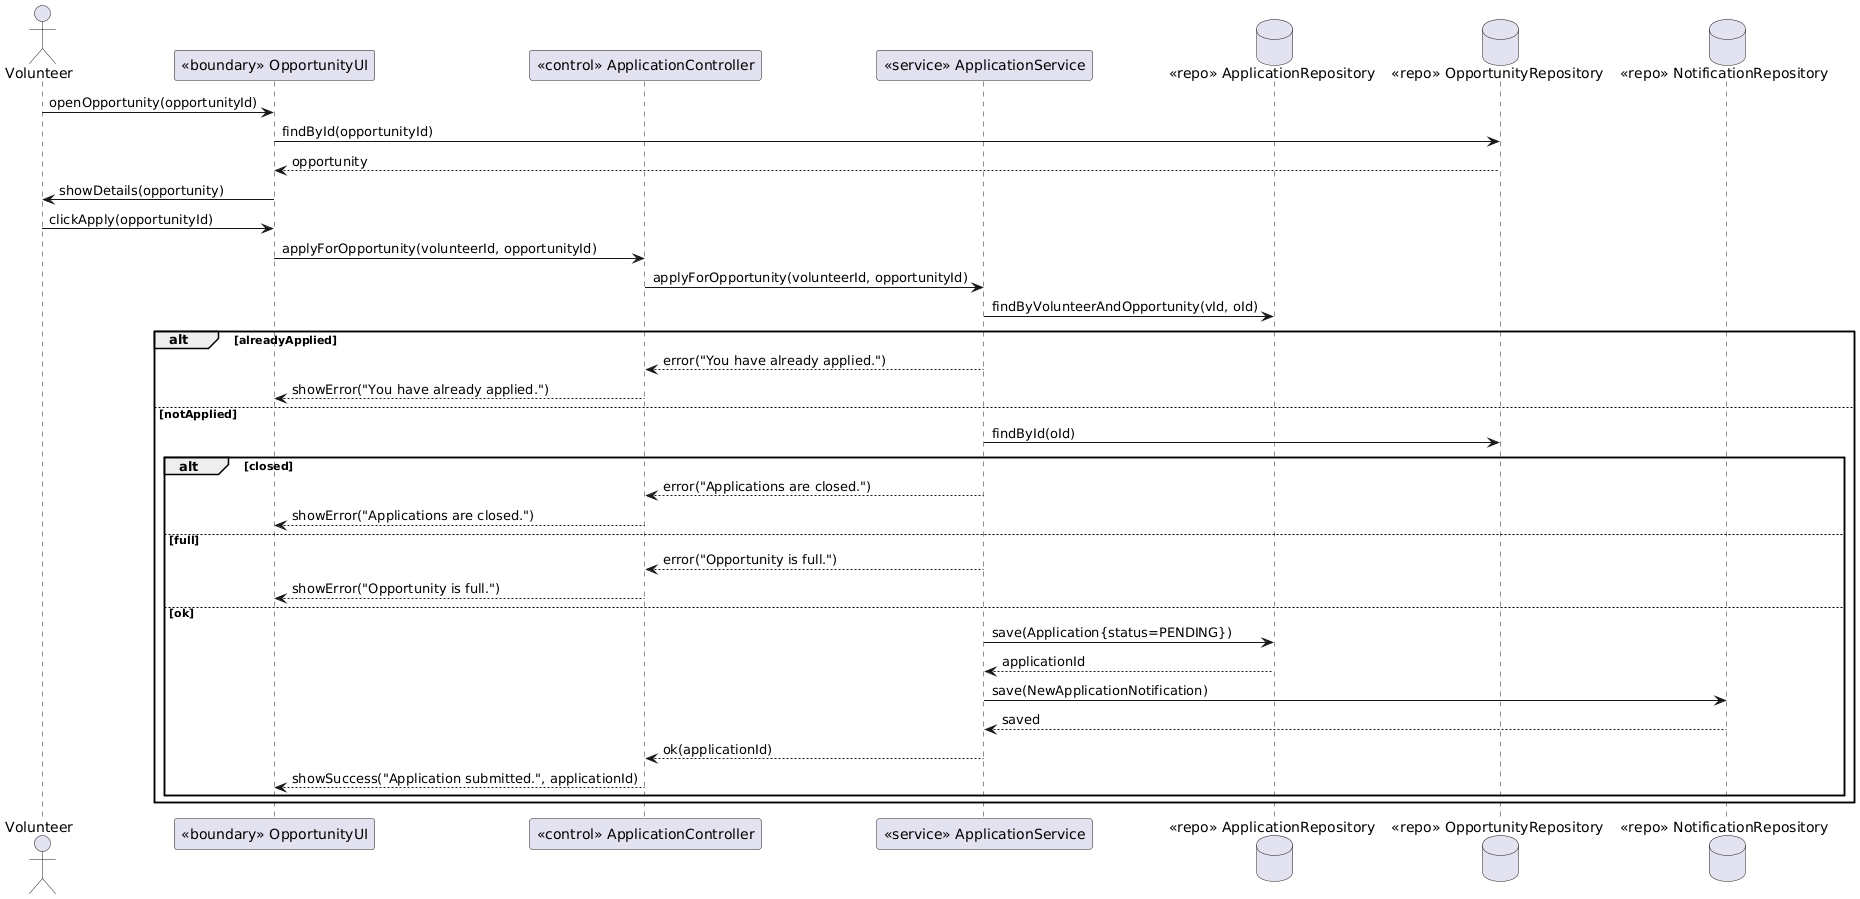 Volunteer
«boundary» OpportunityUI
«control» ApplicationController
«service» ApplicationService
«repo» ApplicationRepository
«repo» OpportunityRepository
«repo» NotificationRepository
openOpportunity(opportunityId)
findById(opportunityId)
opportunity
showDetails(opportunity)
clickApply(opportunityId)
applyForOpportunity(volunteerId, opportunityId)
applyForOpportunity(volunteerId, opportunityId)
findByVolunteerAndOpportunity(vId, oId)
alt [alreadyApplied]
error("You have already applied.")
showError("You have already applied.")
[notApplied]
findById(oId)
alt [closed]
error("Applications are closed.")
showError("Applications are closed.")
[full]
error("Opportunity is full.")
showError("Opportunity is full.")
[ok]
save(Application{status=PENDING})
applicationId
save(NewApplicationNotification)
saved
ok(applicationId)
showSuccess("Application submitted.", applicationId)
Volunteer
«boundary» OpportunityUI
«control» ApplicationController
«service» ApplicationService
«repo» ApplicationRepository
«repo» OpportunityRepository
«repo» NotificationRepository